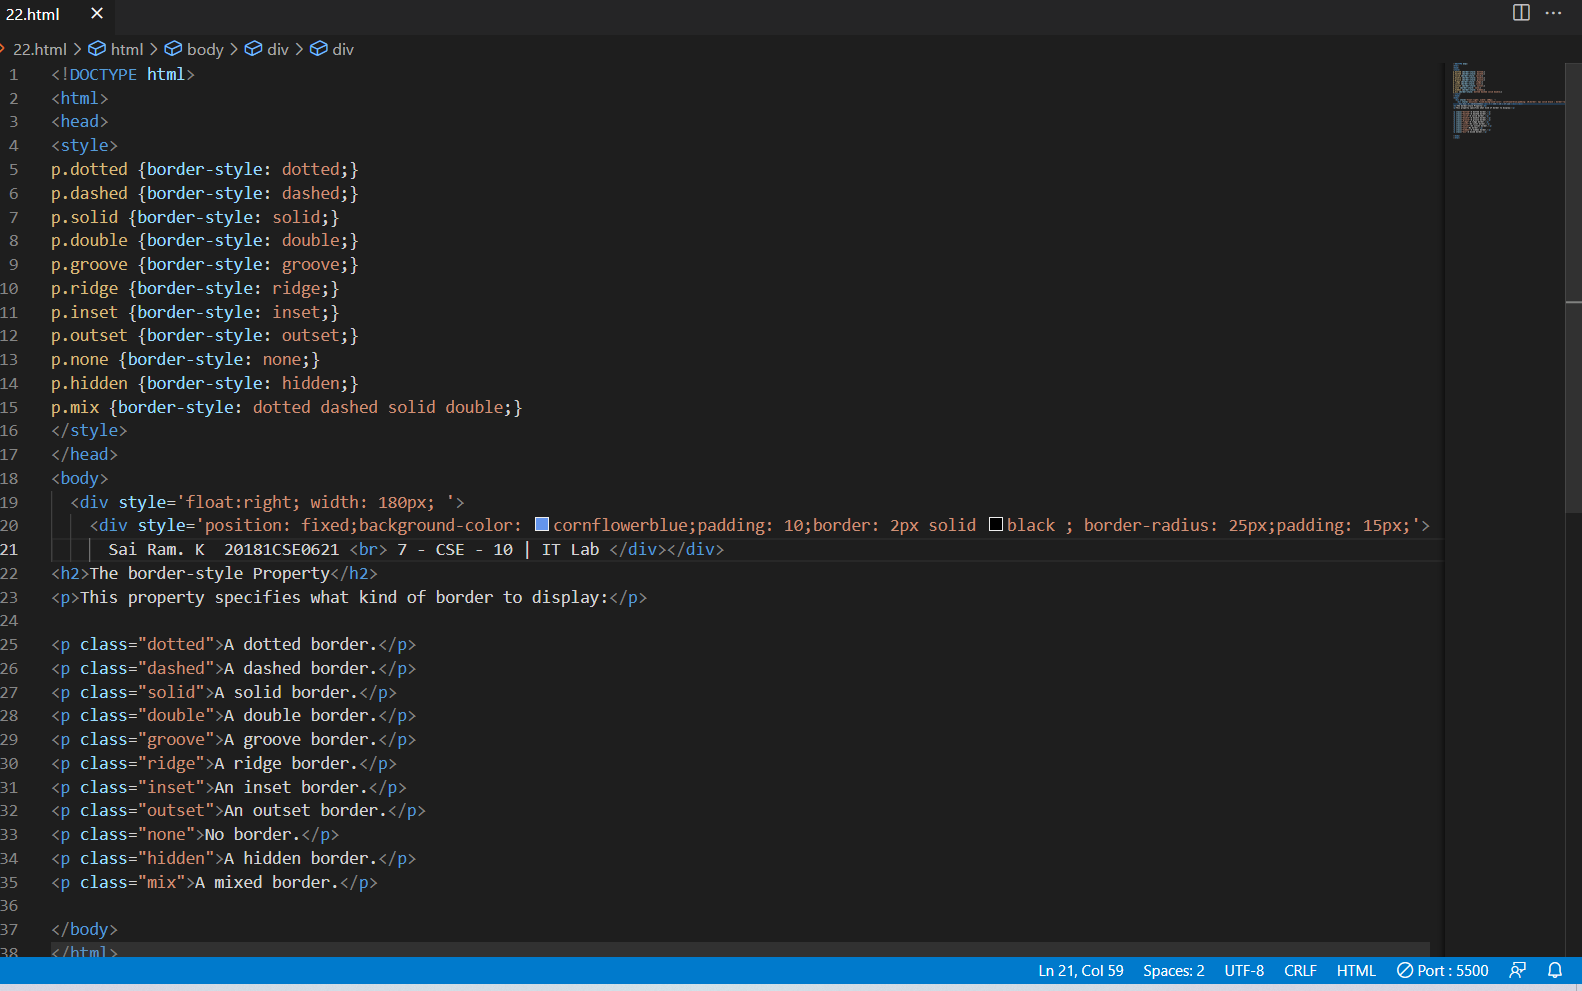 22.html
22.html > html > body > div > div
1 <!DOCTYPE html>
2 <html>
3 <head>
4 <style>
5 p.dotted {border-style: dotted;}
6 p.dashed {border-style: dashed;}
7 p.solid {border-style: solid;}
8 p.double {border-style: double;}
9 p.groove {border-style: groove;}
10 p.ridge {border-style: ridge;}
11 p.inset {border-style: inset;}
12 p.outset {border-style: outset;}
13 p.none {border-style: none;}
14 p.hidden {border-style: hidden;}
15 p.mix {border-style: dotted dashed solid double;}
16 </style>
17 </head>
18 <body>
19   <div style='float:right; width: 180px; '>
20     <div style='position: fixed;background-color: cornflowerblue;padding: 10;border: 2px solid black ; border-radius: 25px;padding: 15px;'>
21       Sai Ram. K  20181CSE0621 <br> 7 - CSE - 10 | IT Lab </div></div>
22 <h2>The border-style Property</h2>
23 <p>This property specifies what kind of border to display:</p>
24
25 <p class="dotted">A dotted border.</p>
26 <p class="dashed">A dashed border.</p>
27 <p class="solid">A solid border.</p>
28 <p class="double">A double border.</p>
29 <p class="groove">A groove border.</p>
30 <p class="ridge">A ridge border.</p>
31 <p class="inset">An inset border.</p>
32 <p class="outset">An outset border.</p>
33 <p class="none">No border.</p>
34 <p class="hidden">A hidden border.</p>
35 <p class="mix">A mixed border.</p>
36
37 </body>
38 </html>
Ln 21, Col 59 Spaces: 2 UTF-8 CRLF HTML Port : 5500